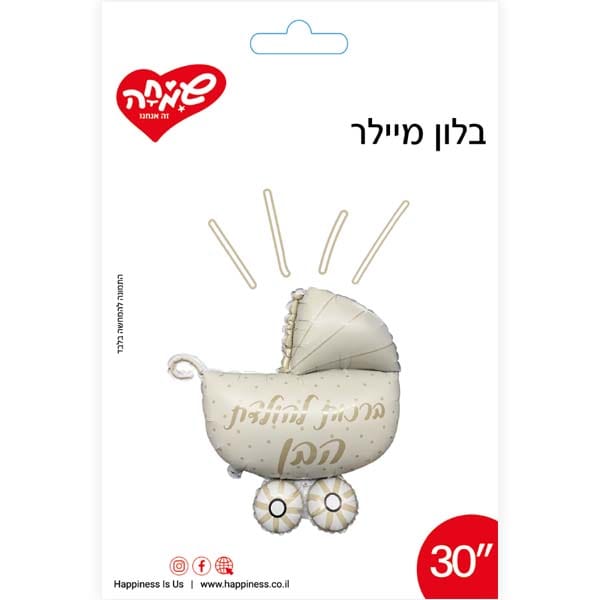 שמחה
זה אנחנו
בלון מיילר
התמונה להמחשה בלבד
ברכות להולדת
הבן
Happiness Is Us | www.happiness.co.il
30”